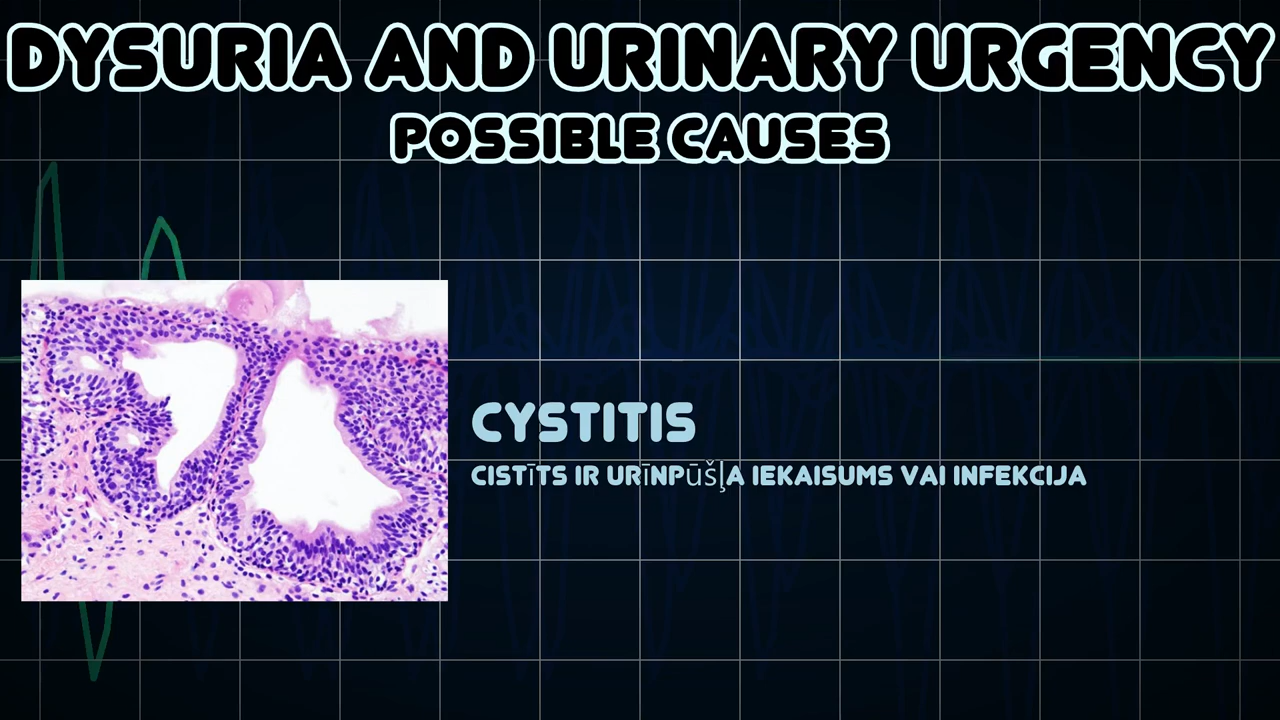 DYSURIA AND URINARY URGENCY
POSSIBLE CAUSES
CYSTITIS
CISTĪTS IR URĪNPŪŠĻA IEKAISUMS VAI INFEKCIJA